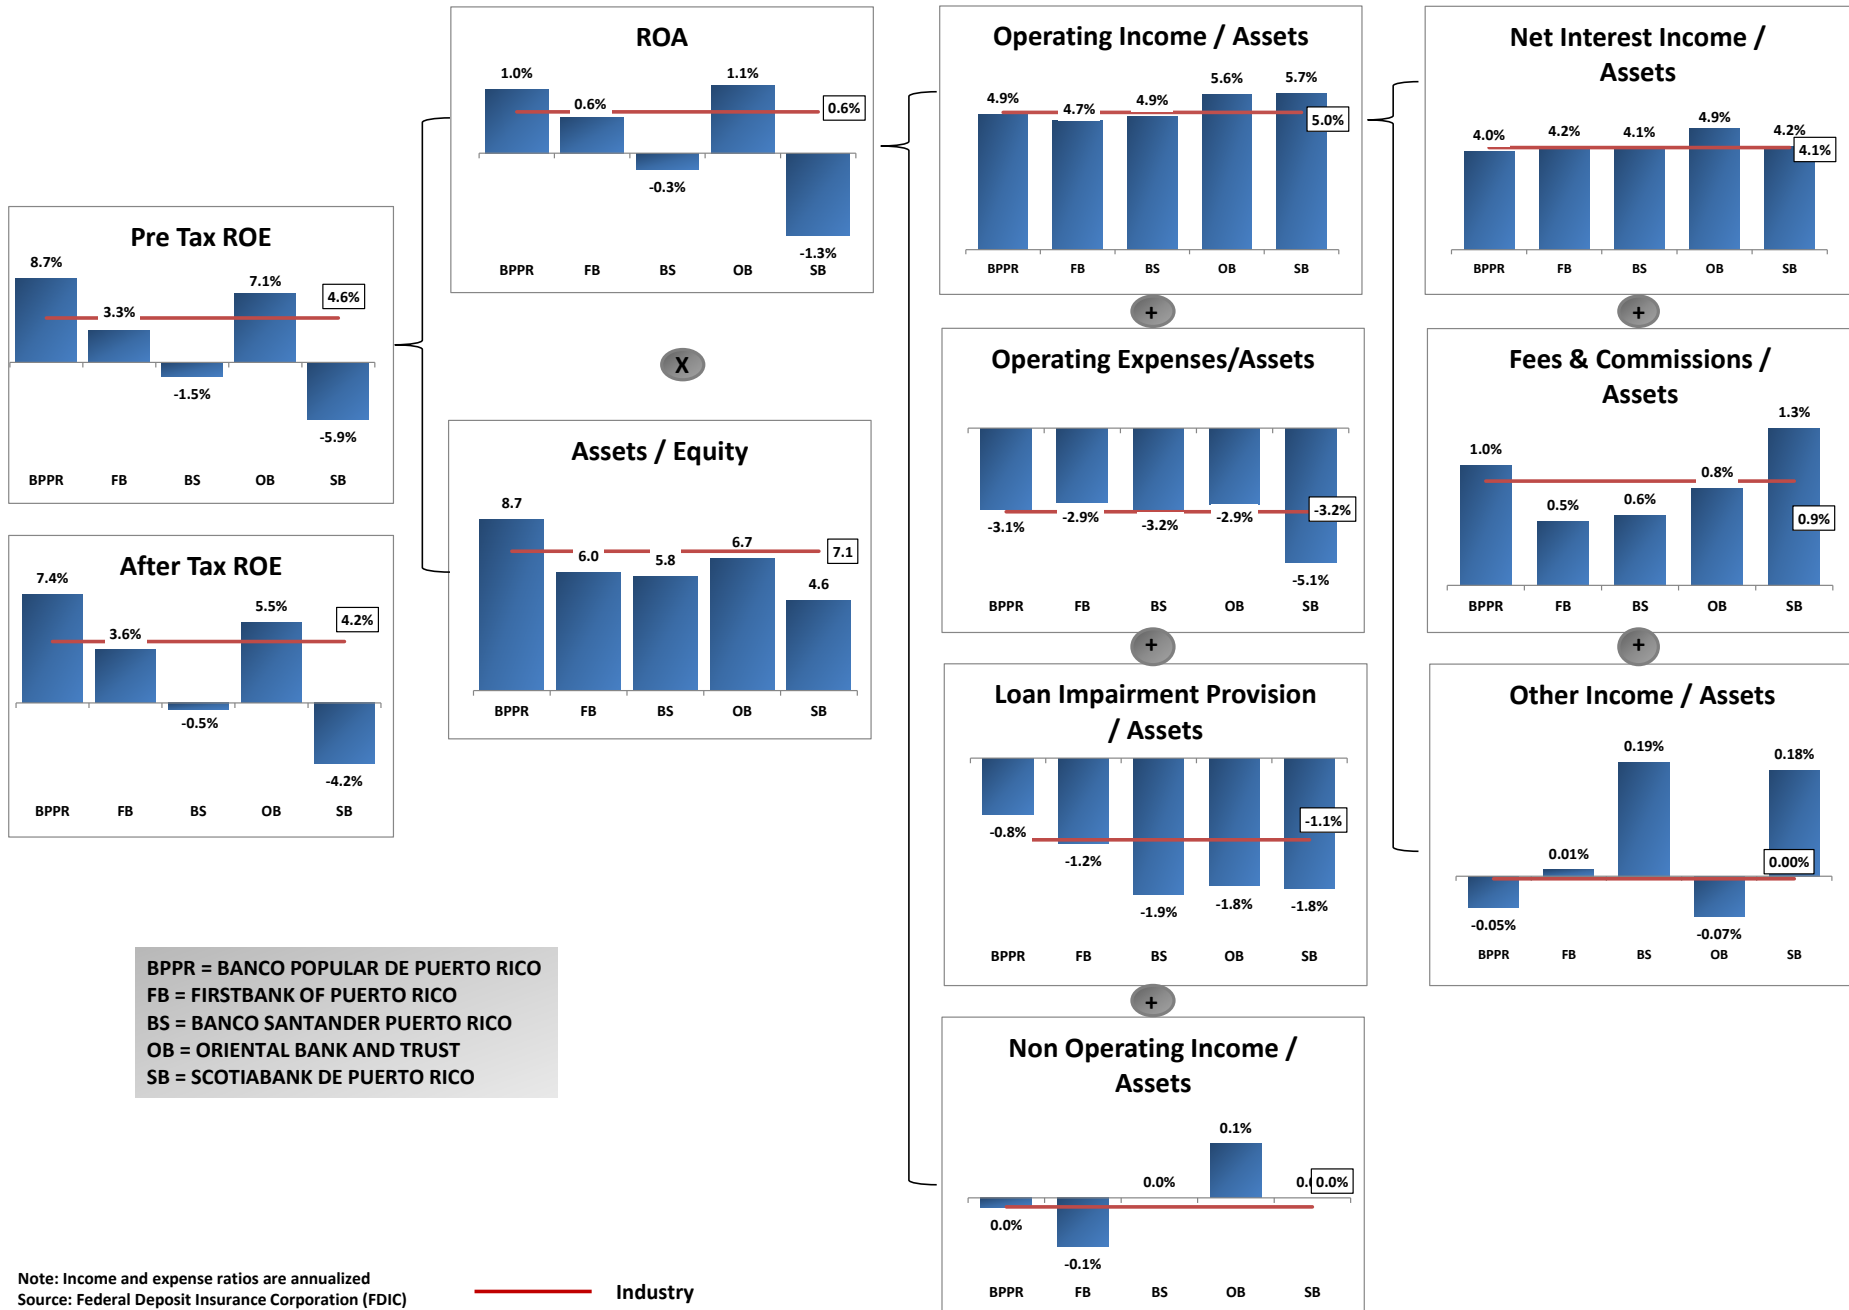 Pre Tax ROE
8.7%
3.3%
-1.5%
7.1%
-5.9%
4.6%
BPPR FB BS OB SB
After Tax ROE
7.4%
3.6%
-0.5%
5.5%
-4.2%
4.2%
BPPR FB BS OB SB
ROA
1.0%
0.6%
-0.3%
1.1%
-1.3%
0.6%
BPPR FB BS OB SB
X
Assets / Equity
8.7
6.0
5.8
6.7
4.6
7.1
BPPR FB BS OB SB
Operating Income / Assets
4.9%
4.7%
4.9%
5.6%
5.7%
5.0%
BPPR FB BS OB SB
+
Operating Expenses/Assets
-3.1%
-2.9%
-3.2%
-2.9%
-5.1%
-3.2%
BPPR FB BS OB SB
+
Loan Impairment Provision
/ Assets
-0.8%
-1.2%
-1.9%
-1.8%
-1.8%
-1.1%
BPPR FB BS OB SB
+
Non Operating Income /
Assets
0.0%
-0.1%
0.0%
0.1%
0.0%
BPPR FB BS OB SB
Net Interest Income /
Assets
4.0%
4.2%
4.1%
4.9%
4.2%
4.1%
BPPR FB BS OB SB
+
Fees & Commissions /
Assets
1.0%
0.5%
0.6%
0.8%
1.3%
0.9%
BPPR FB BS OB SB
+
Other Income / Assets
-0.05%
0.01%
0.19%
-0.07%
0.18%
0.00%
BPPR FB BS OB SB
BPPR = BANCO POPULAR DE PUERTO RICO
FB = FIRSTBANK OF PUERTO RICO
BS = BANCO SANTANDER PUERTO RICO
OB = ORIENTAL BANK AND TRUST
SB = SCOTIABANK DE PUERTO RICO
Note: Income and expense ratios are annualized
Source: Federal Deposit Insurance Corporation (FDIC)
Industry